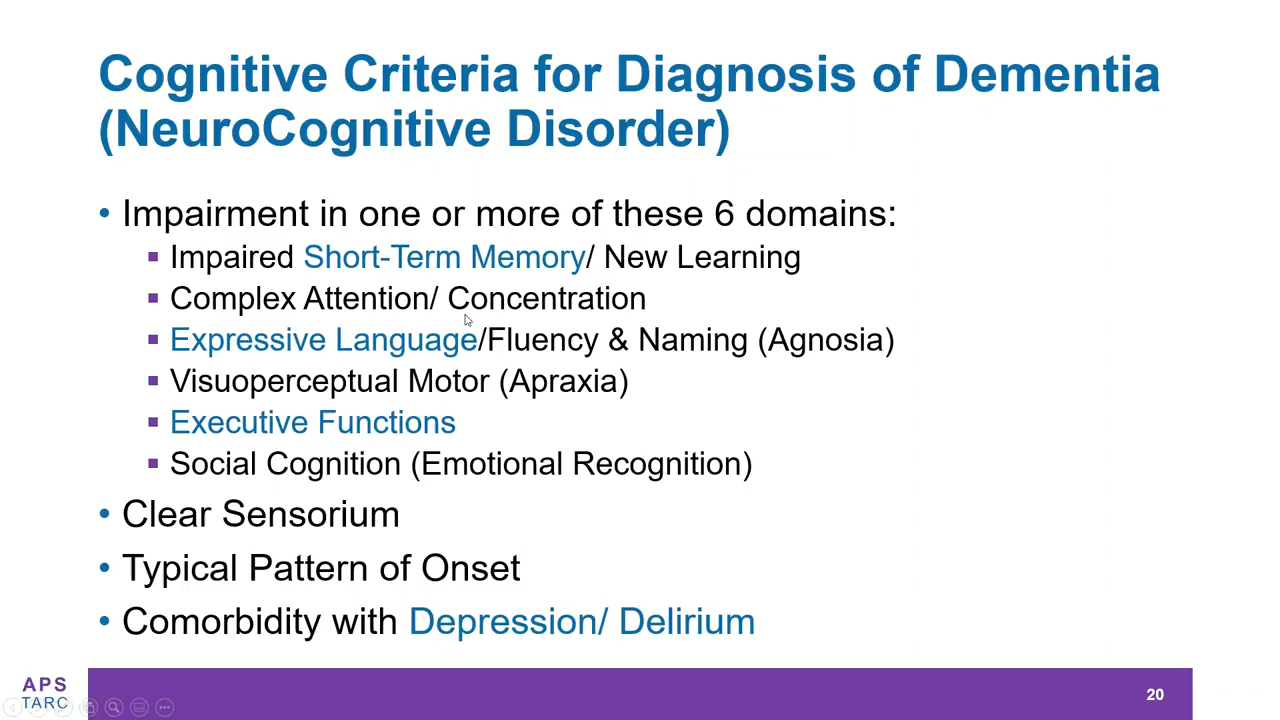 Cognitive Criteria for Diagnosis of Dementia
(NeuroCognitive Disorder)
• Impairment in one or more of these 6 domains:
▪ Impaired Short-Term Memory/ New Learning
▪ Complex Attention/ Concentration
▪ Expressive Language/Fluency & Naming (Agnosia)
▪ Visuoperceptual Motor (Apraxia)
▪ Executive Functions
▪ Social Cognition (Emotional Recognition)
• Clear Sensorium
• Typical Pattern of Onset
• Comorbidity with Depression/ Delirium
APS
TARC
20